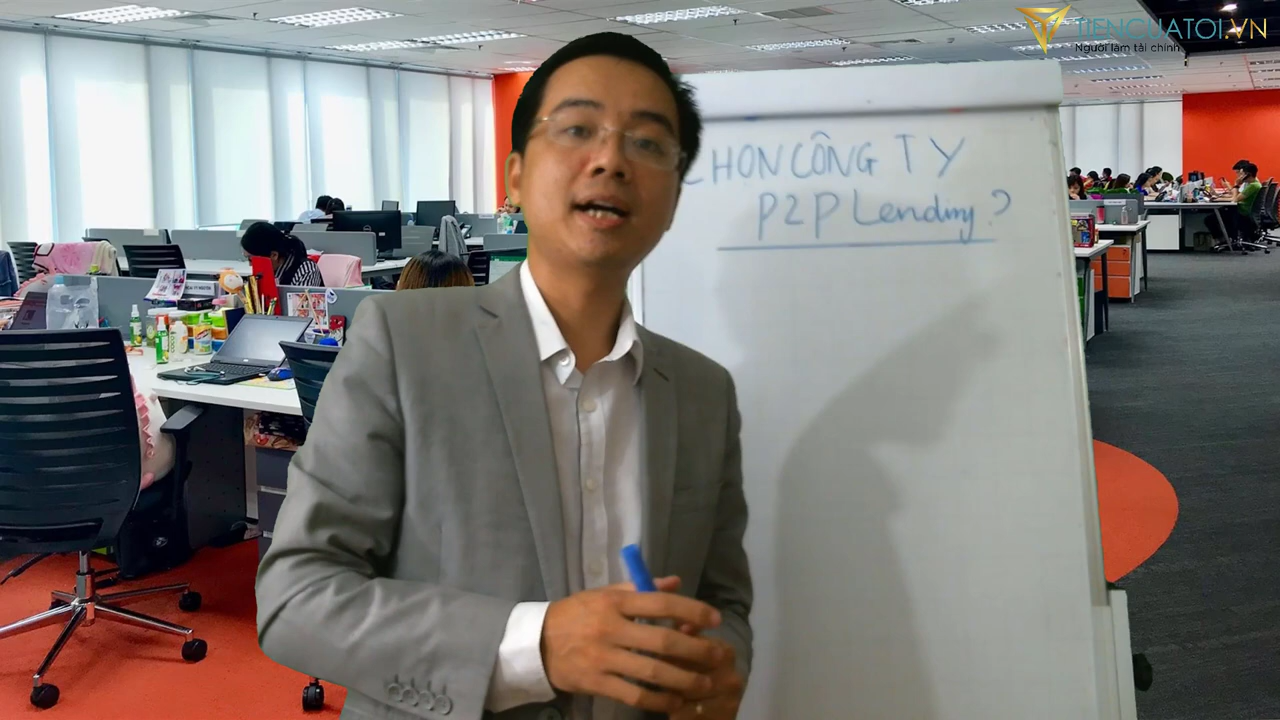 TIENCUATOI.VN
Người làm tài chính
CHON CÔNG TY
P2P Lending?